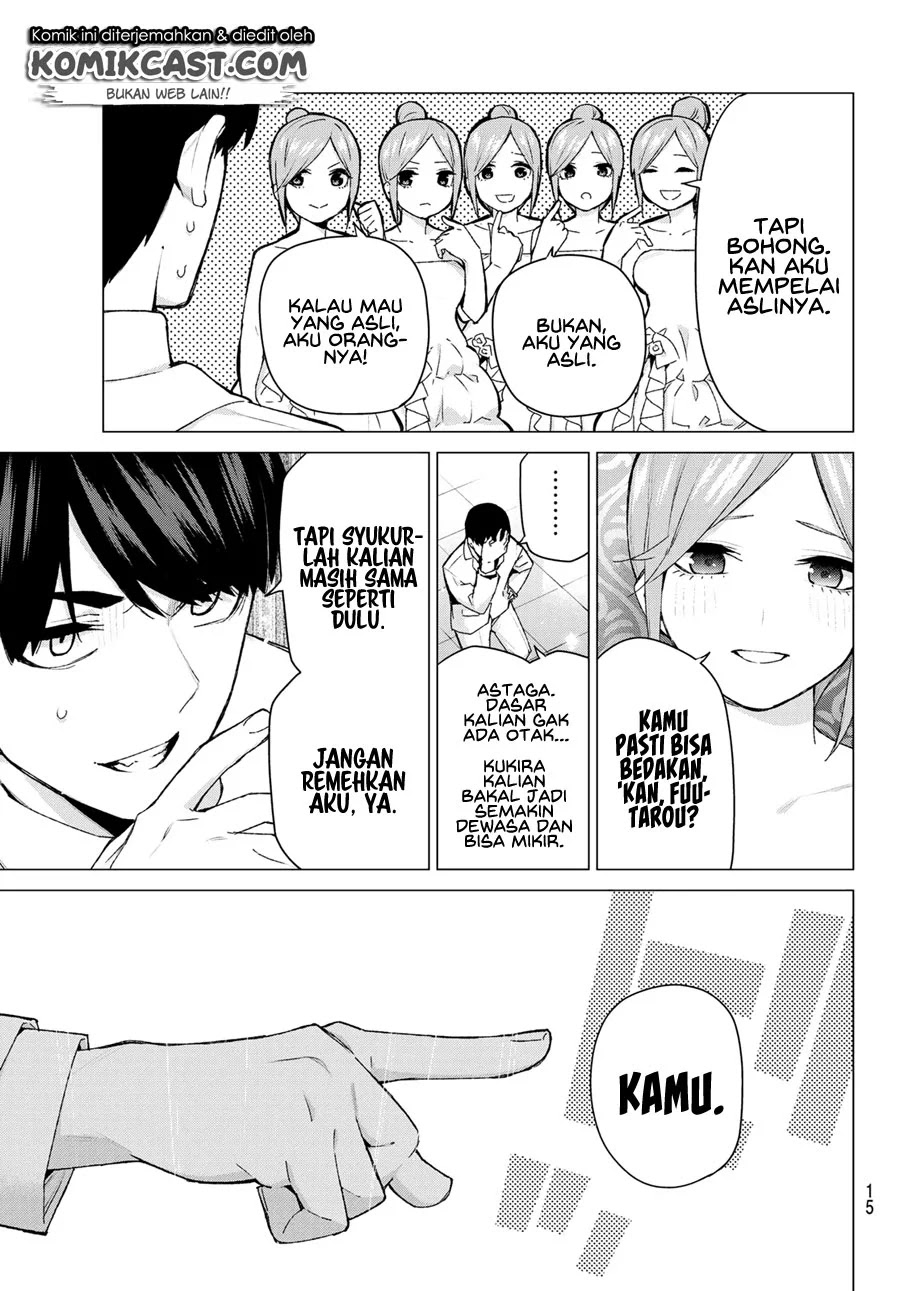 Komik ini diterjemahkan & diedit oleh
KOMIKCAST.COM
BUKAN WEB LAIN!!
TAPI
BOHONG.
KAN AKU
MEMPELAI
ASLINYA.
BUKAN,
AKU YANG
ASLI.
KALAU MAU
YANG ASLI,
AKU ORANG-
NYA!
KAMU
PASTI BISA
BEDAKAN,
'KAN, FUU-
TAROU?
.........
ASTAGA.
DASAR
KALIAN GAK
ADA OTAK...
KUKIRA
KALIAN
BAKAL JADI
SEMAKIN
DEWASA DAN
BISA MIKIR.
TAPI SYUKUR-
LAH KALIAN
MASIH SAMA
SEPERTI
DULU.
JANGAN
REMEHKAN
AKU, YA.
KAMU.
15